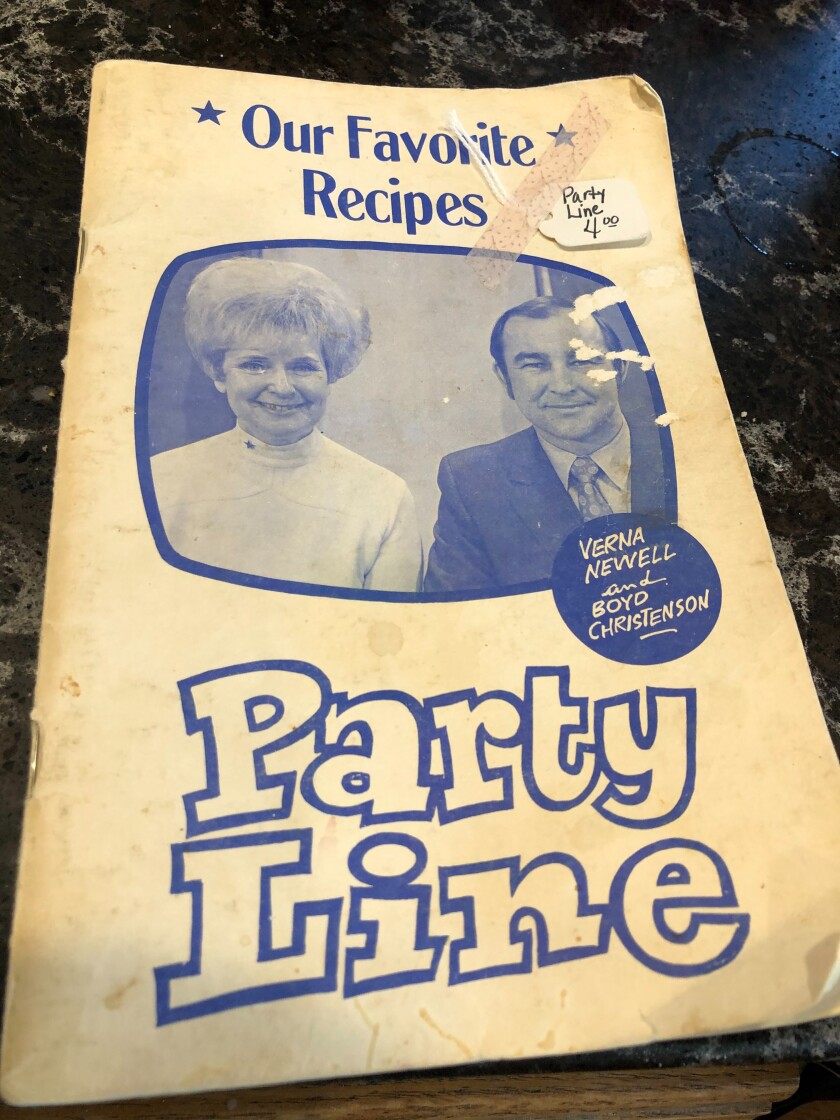 Our Favorite
Recipes
Party
Line
4 00
VERNA
NEWELL
and
BOYD
CHRISTENSON
Party
Line